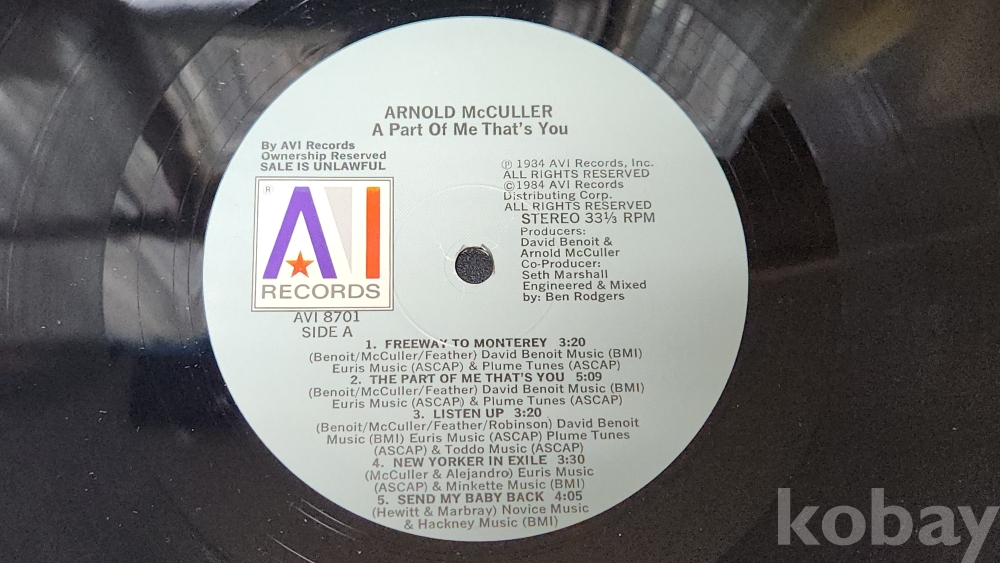 ARNOLD McCULLER
A Part Of Me That's You
By AVI Records
Ownership Reserved
SALE IS UNLAWFUL
® AVI
RECORDS
AVI 8701
SIDE A
℗ 1984 AVI Records, Inc.
ALL RIGHTS RESERVED
©1984 AVI Records
Distributing Corp.
ALL RIGHTS RESERVED
STEREO 33⅓ RPM
Producers:
David Benoit &
Arnold McCuller
Co-Producer:
Seth Marshall
Engineered & Mixed
by: Ben Rodgers
1. FREEWAY TO MONTEREY 3:20
(Benoit/McCuller/Feather) David Benoit Music (BMI)
Euris Music (ASCAP) & Plume Tunes (ASCAP)
2. THE PART OF ME THAT'S YOU 5:09
(Benoit/McCuller/Feather) David Benoit Music (BMI)
Euris Music (ASCAP) & Plume Tunes (ASCAP)
3. LISTEN UP 3:20
(Benoit/McCuller/Feather/Robinson) David Benoit
Music (BMI) Euris Music (ASCAP) Plume Tunes
(ASCAP) & Toddo Music (ASCAP)
4. NEW YORKER IN EXILE 3:30
(McCuller & Alejandro) Euris Music
(ASCAP) & Minkette Music (BMI)
5. SEND MY BABY BACK 4:05
(Hewitt & Marbray) Novice Music
& Hackney Music (BMI)
kobay